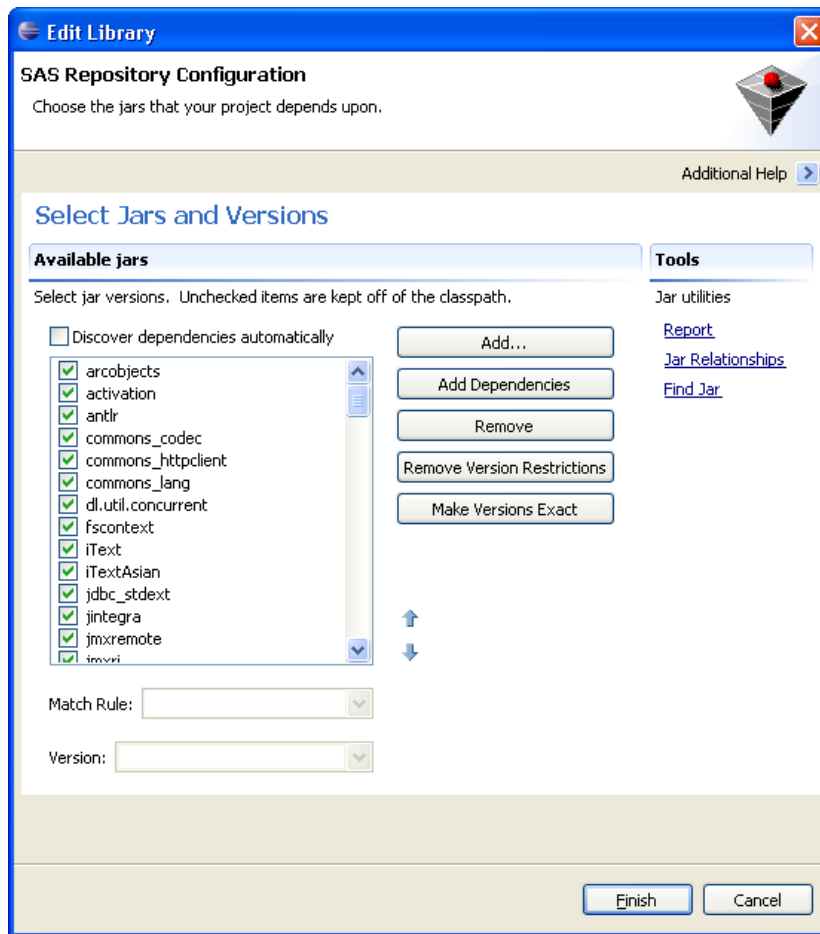 Edit Library
SAS Repository Configuration
Choose the jars that your project depends upon.
Additional Help
Select Jars and Versions
Available jars
Select jar versions. Unchecked items are kept off of the classpath.
Discover dependencies automatically
arcobjects
activation
antlr
commons_codec
commons_httpclient
commons_lang
dl.util.concurrent
fscontext
iText
iTextAsian
jdbc_stdext
jintegra
jmxremote
jmxri
Add...
Add Dependencies
Remove
Remove Version Restrictions
Make Versions Exact
Match Rule:
Version:
Tools
Jar utilities
Report
Jar Relationships
Find Jar
Finish
Cancel